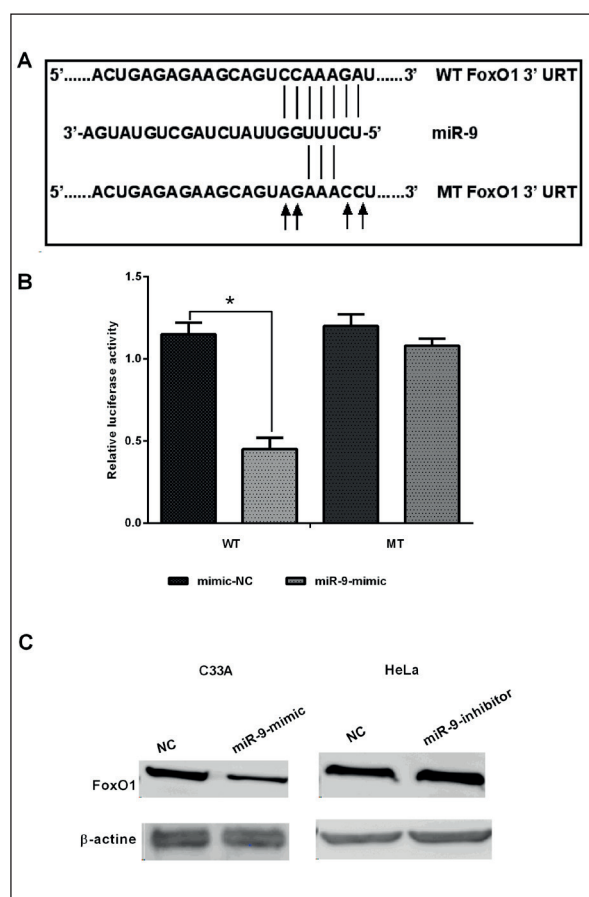 A
5’......ACUGAGAGAAGCAGUCCAAAGAU......3’ WT FoxO1 3’ URT
3’-AGUAUGUCGAUCUAUUGGUUUCU-5’ miR-9
5’......ACUGAGAGAAGCAGUAGAAACCU......3’ MT FoxO1 3’ URT
B
1.5
*
1.0
Relative luciferase activity
0.5
0.0
WT MT
mimic-NC miR-9-mimic
C
C33A HeLa
NC miR-9-mimic NC miR-9-inhibitor
FoxO1
β-actine